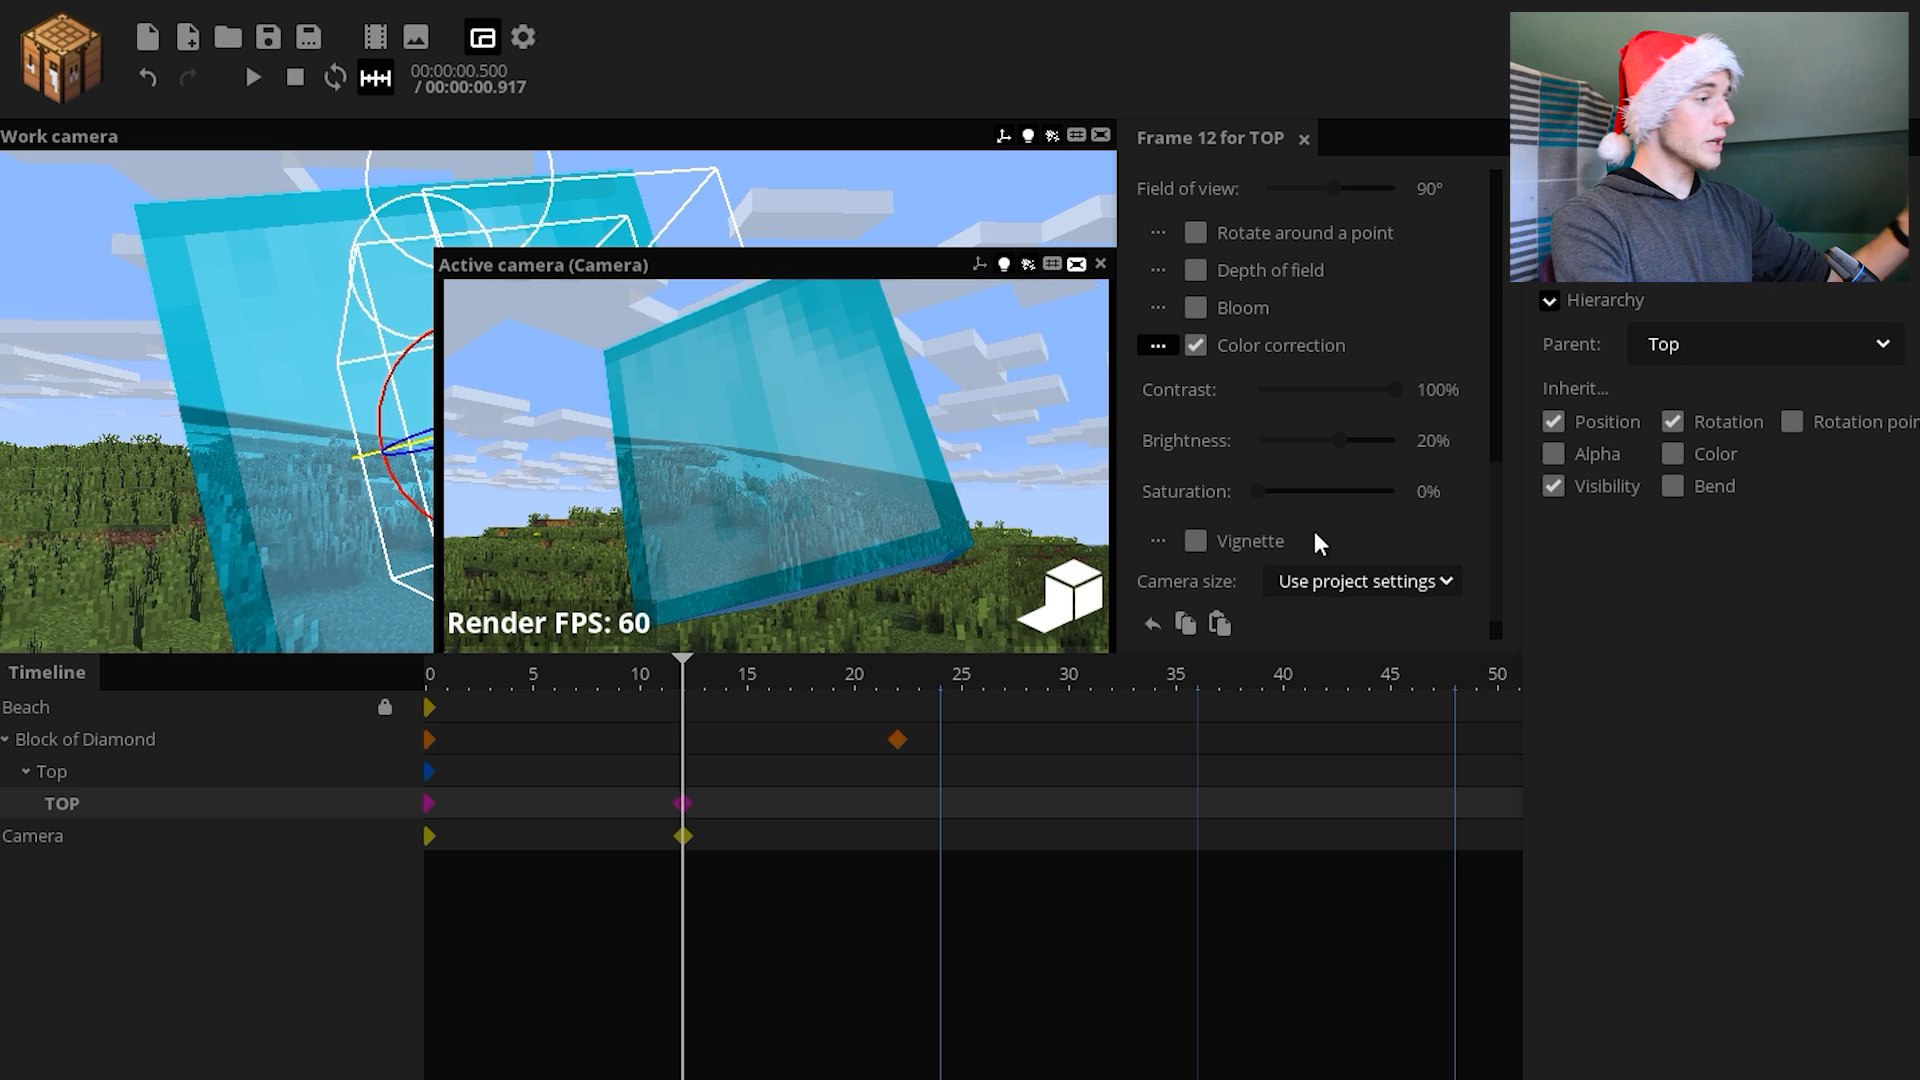 00:00:00.500
/ 00:00:00.917
Work camera
Active camera (Camera)
Render FPS: 60
Frame 12 for TOP
Field of view: 90°
Rotate around a point
Depth of field
Bloom
Color correction
Contrast: 100%
Brightness: 20%
Saturation: 0%
Vignette
Camera size: Use project settings
Hierarchy
Parent: Top
Inherit...
Position Rotation Rotation poin
Alpha Color
Visibility Bend
Timeline
0 5 10 15 20 25 30 35 40 45 50
Beach
Block of Diamond
Top
TOP
Camera